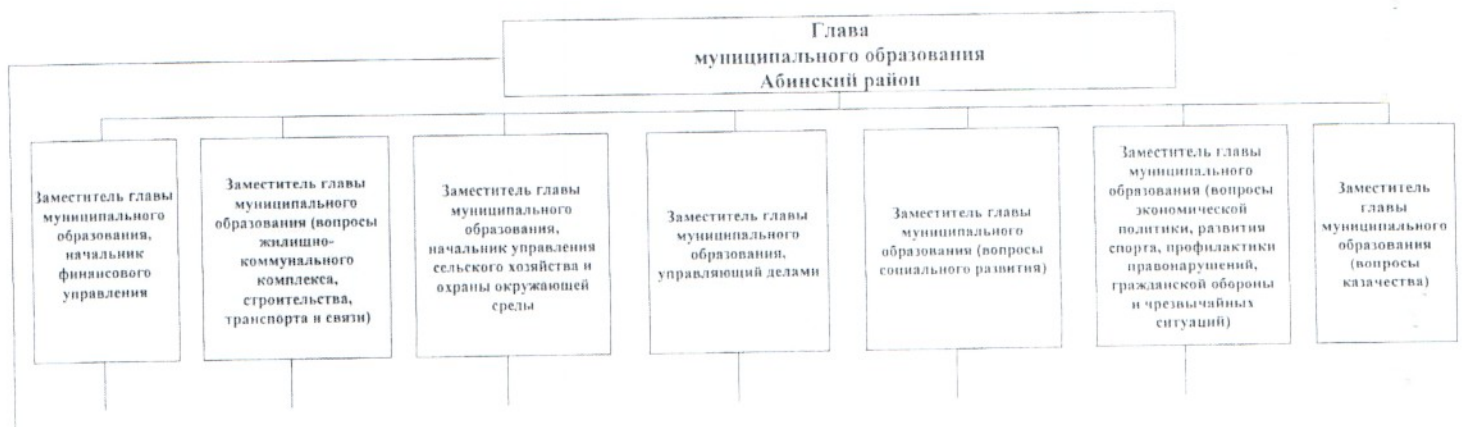 Глава
муниципального образования
Абинский район
Заместитель главы
муниципального
образования,
начальник
финансового
управления
Заместитель главы
муниципального
образования (вопросы
жилищно-
коммунального
комплекса,
строительства,
транспорта и связи)
Заместитель главы
муниципального
образования,
начальник управления
сельского хозяйства и
охраны окружающей
среды
Заместитель главы
муниципального
образования,
управляющий делами
Заместитель главы
муниципального
образования (вопросы
социального развития)
Заместитель главы
муниципального
образования (вопросы
экономической
политики, развития
спорта, профилактики
правонарушений,
гражданской обороны
и чрезвычайных
ситуаций)
Заместитель
главы
муниципального
образования
(вопросы
казачества)